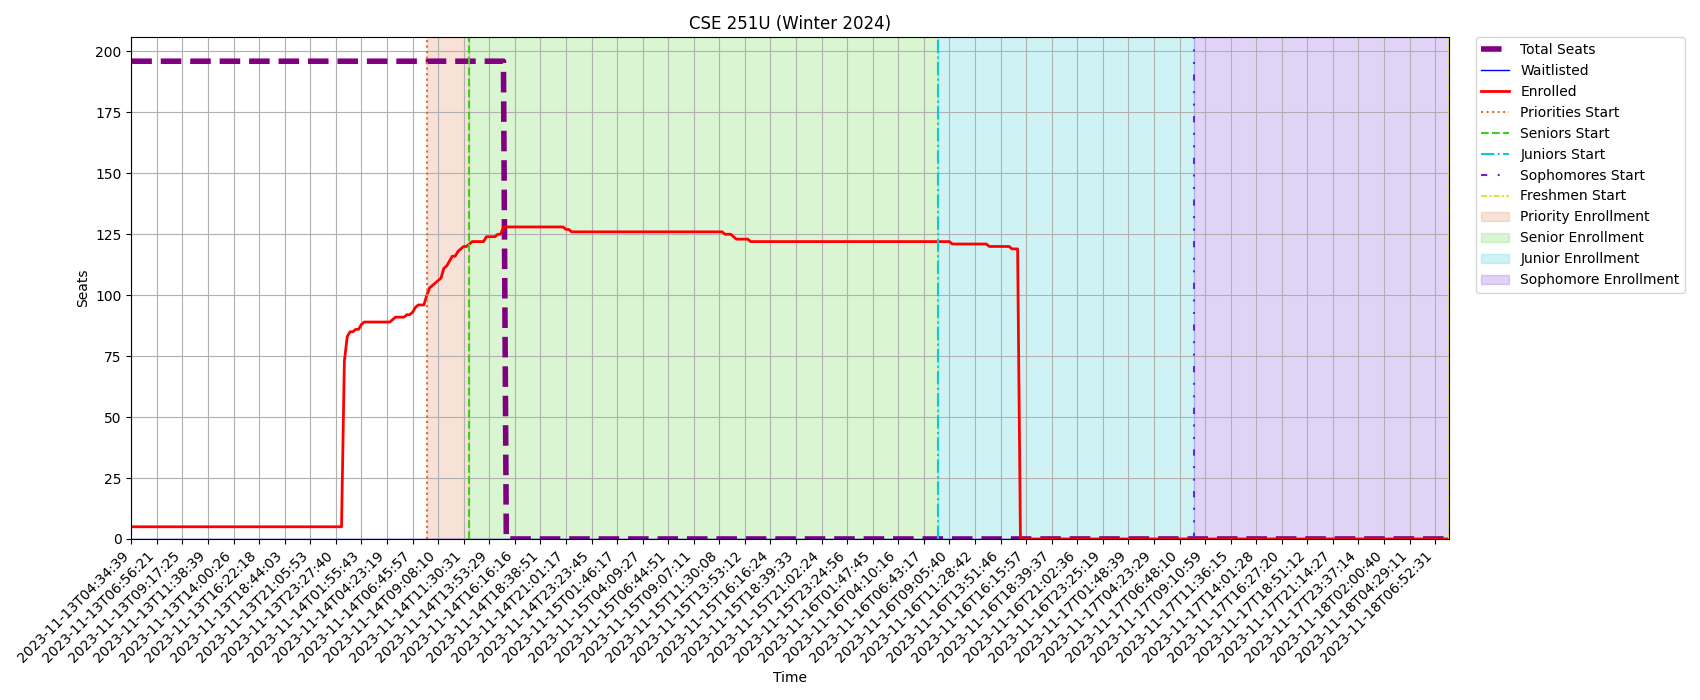 CSE 251U (Winter 2024)
Seats
200
175
150
125
100
75
50
25
0
2023-11-13T04:34:39
2023-11-13T06:56:21
2023-11-13T09:17:25
2023-11-13T11:38:39
2023-11-13T14:00:26
2023-11-13T16:22:18
2023-11-13T18:44:03
2023-11-13T21:05:53
2023-11-13T23:27:40
2023-11-14T01:55:43
2023-11-14T04:23:19
2023-11-14T06:45:57
2023-11-14T09:08:10
2023-11-14T11:30:31
2023-11-14T13:53:29
2023-11-14T16:16:16
2023-11-14T18:38:51
2023-11-14T21:01:17
2023-11-14T23:23:45
2023-11-15T01:46:17
2023-11-15T04:09:27
2023-11-15T06:44:51
2023-11-15T09:07:11
2023-11-15T11:30:08
2023-11-15T13:53:12
2023-11-15T16:16:24
2023-11-15T18:39:33
2023-11-15T21:02:24
2023-11-15T23:24:56
2023-11-16T01:47:45
2023-11-16T04:10:16
2023-11-16T06:43:17
2023-11-16T09:05:40
2023-11-16T11:28:42
2023-11-16T13:51:46
2023-11-16T16:15:57
2023-11-16T18:39:37
2023-11-16T21:02:36
2023-11-16T23:25:19
2023-11-17T01:48:39
2023-11-17T04:23:29
2023-11-17T06:48:10
2023-11-17T09:10:59
2023-11-17T11:36:15
2023-11-17T14:01:28
2023-11-17T16:27:20
2023-11-17T18:51:12
2023-11-17T21:14:27
2023-11-17T23:37:14
2023-11-18T02:00:40
2023-11-18T04:29:11
2023-11-18T06:52:31
Time
Total Seats
Waitlisted
Enrolled
Priorities Start
Seniors Start
Juniors Start
Sophomores Start
Freshmen Start
Priority Enrollment
Senior Enrollment
Junior Enrollment
Sophomore Enrollment